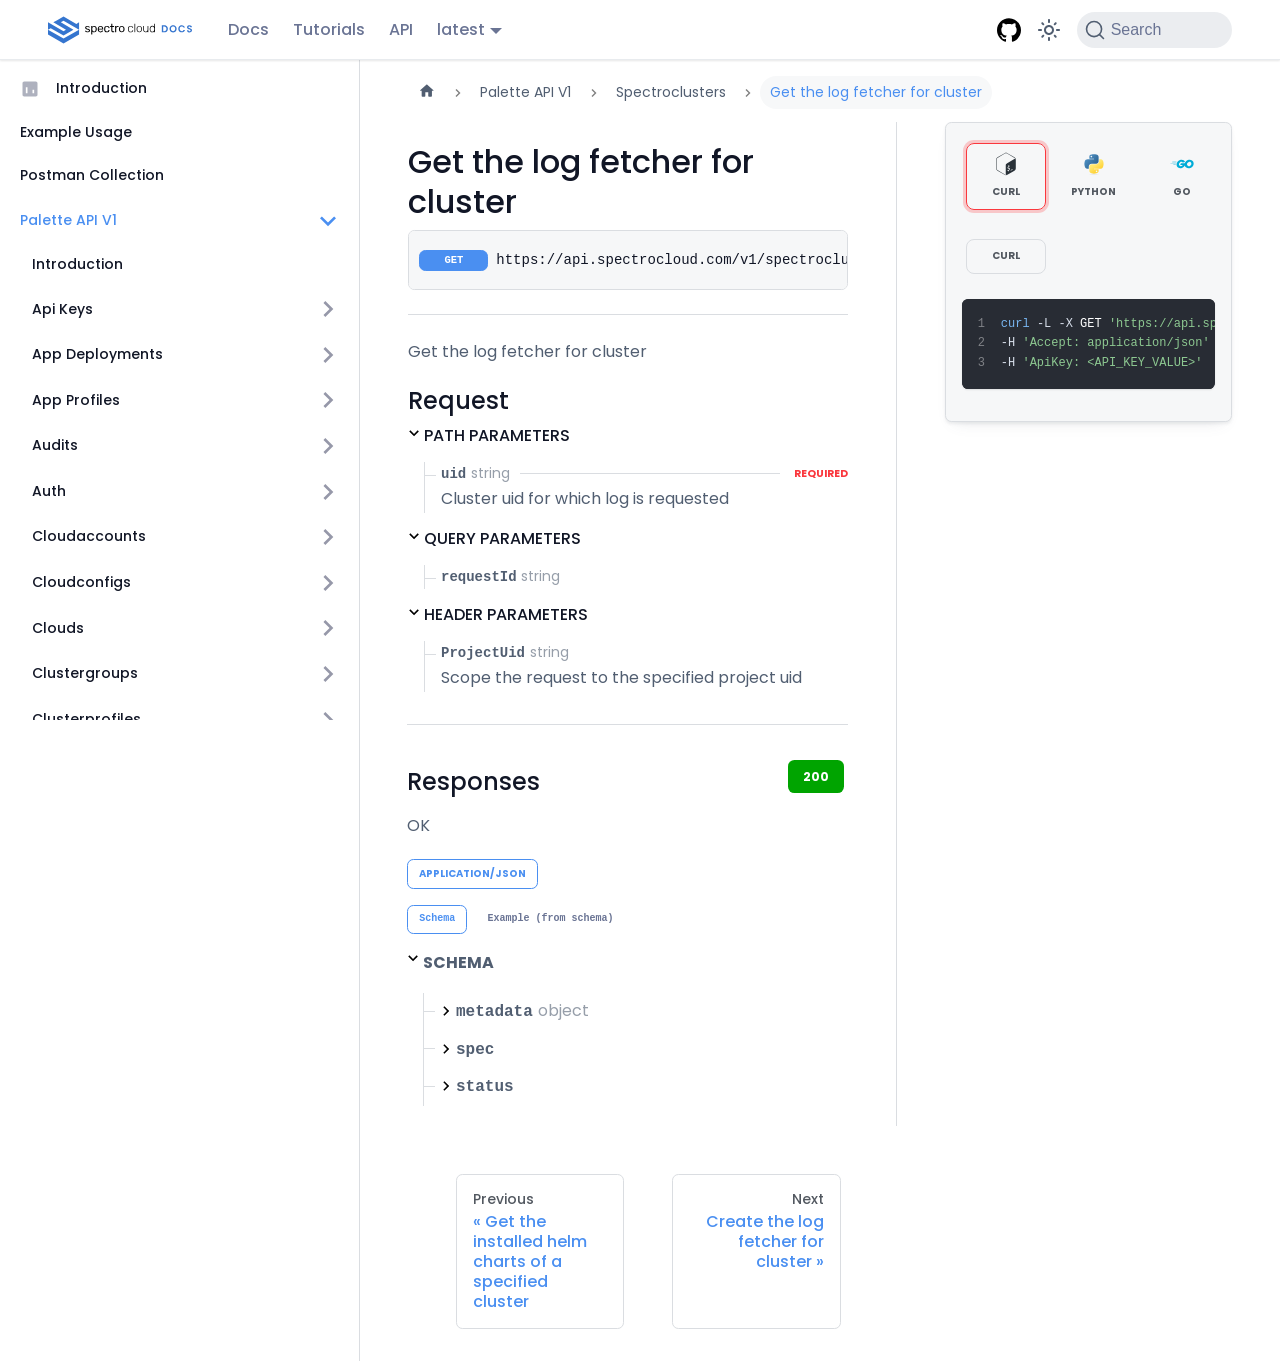 spectro cloud DOCS
Docs
Tutorials
API
latest
Search
Introduction
Example Usage
Postman Collection
Palette API V1
Introduction
Api Keys
App Deployments
App Profiles
Audits
Auth
Cloudaccounts
Cloudconfigs
Clouds
Clustergroups
Clusterprofiles
Palette API V1
Spectroclusters
Get the log fetcher for cluster
Get the log fetcher for
cluster
GET https://api.spectrocloud.com/v1/spectroclu
Get the log fetcher for cluster
Request
PATH PARAMETERS
uid string REQUIRED
Cluster uid for which log is requested
QUERY PARAMETERS
requestId string
HEADER PARAMETERS
ProjectUid string
Scope the request to the specified project uid
Responses
200
OK
APPLICATION/JSON
Schema
Example (from schema)
SCHEMA
metadata object
spec
status
Previous
« Get the
installed helm
charts of a
specified
cluster
Next
Create the log
fetcher for
cluster »
CURL
PYTHON
GO
GO
CURL
1 curl -L -X GET 'https://api.sp
2 -H 'Accept: application/json'
3 -H 'ApiKey: <API_KEY_VALUE>'